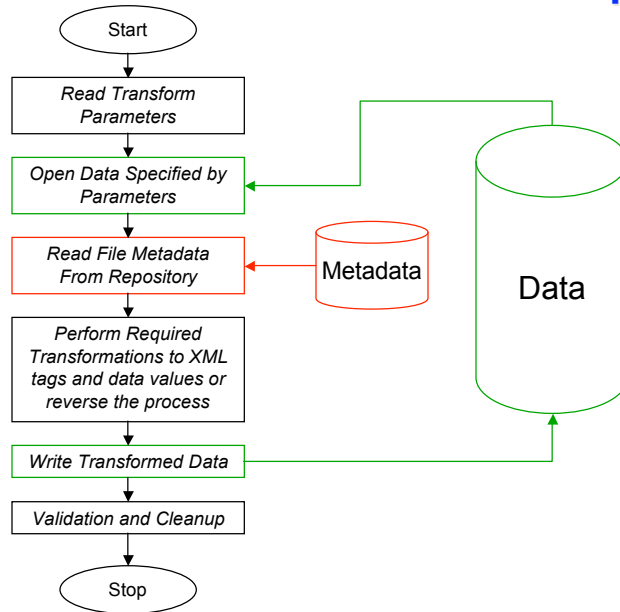 Start
Read Transform
Parameters
Open Data Specified by
Parameters
Read File Metadata
From Repository
Metadata
Data
Perform Required
Transformations to XML
tags and data values or
reverse the process
Write Transformed Data
Validation and Cleanup
Stop